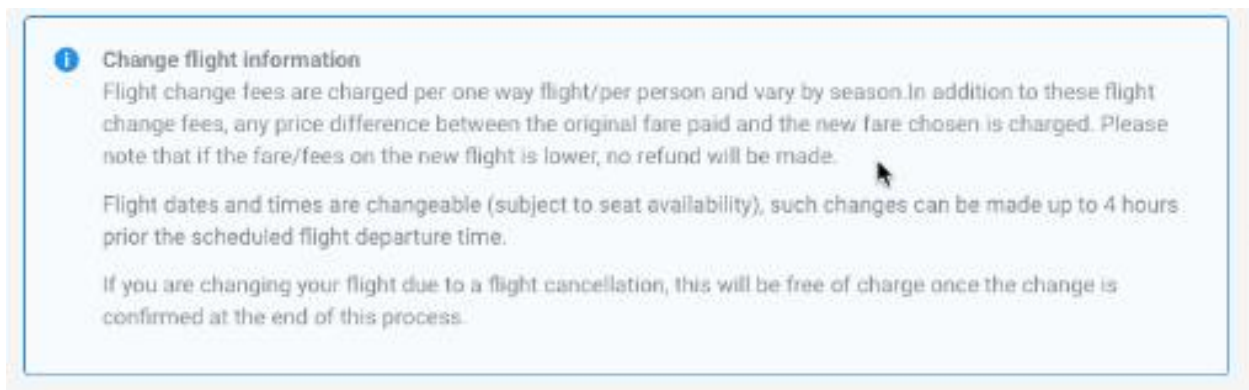 Change flight information
Flight change fees are charged per one way flight/per person and vary by season.In addition to these flight
change fees, any price difference between the original fare paid and the new fare chosen is charged. Please
note that if the fare/fees on the new flight is lower, no refund will be made.
Flight dates and times are changeable (subject to seat availability), such changes can be made up to 4 hours
prior the scheduled flight departure time.
If you are changing your flight due to a flight cancellation, this will be free of charge once the change is
confirmed at the end of this process.